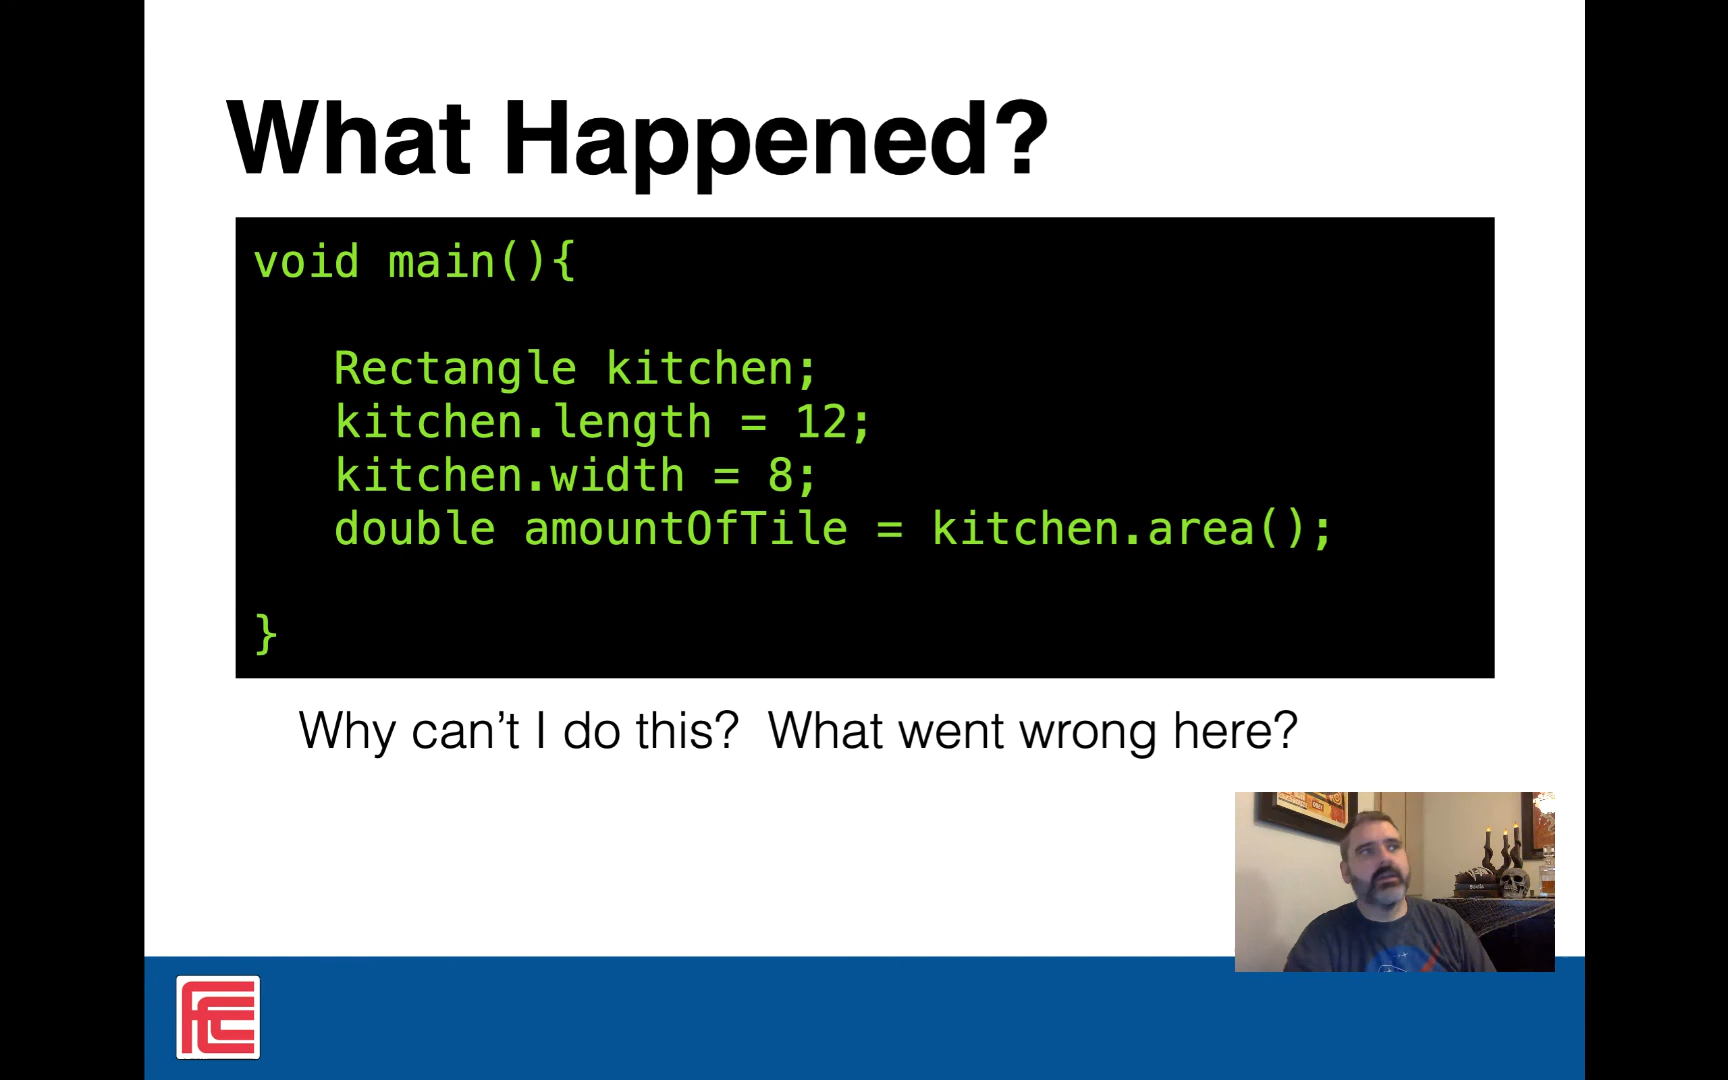 What Happened?
void main(){
Rectangle kitchen;
kitchen.length = 12;
kitchen.width = 8;
double amountOfTile = kitchen.area();
}
Why can’t I do this?  What went wrong here?
FCC